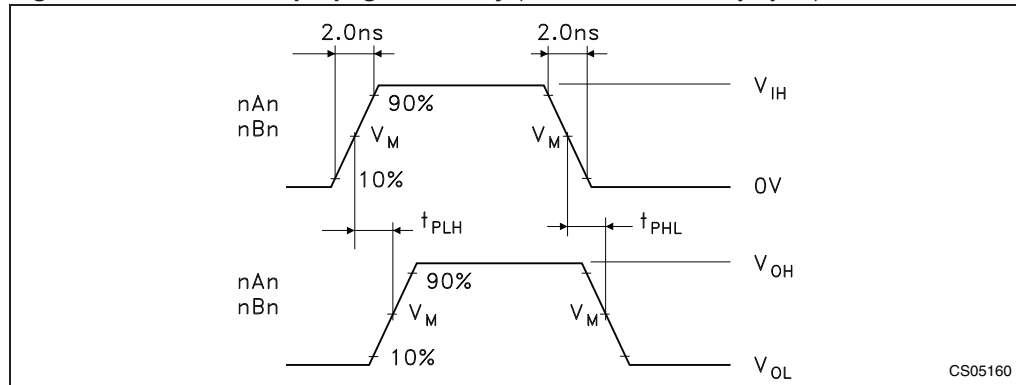 2.0ns 2.0ns
V_IH
nAn
nBn
90%
V_M V_M
10%
0V
t_PLH t_PHL
V_OH
nAn
nBn
90%
V_M V_M
10%
V_OL
CS05160